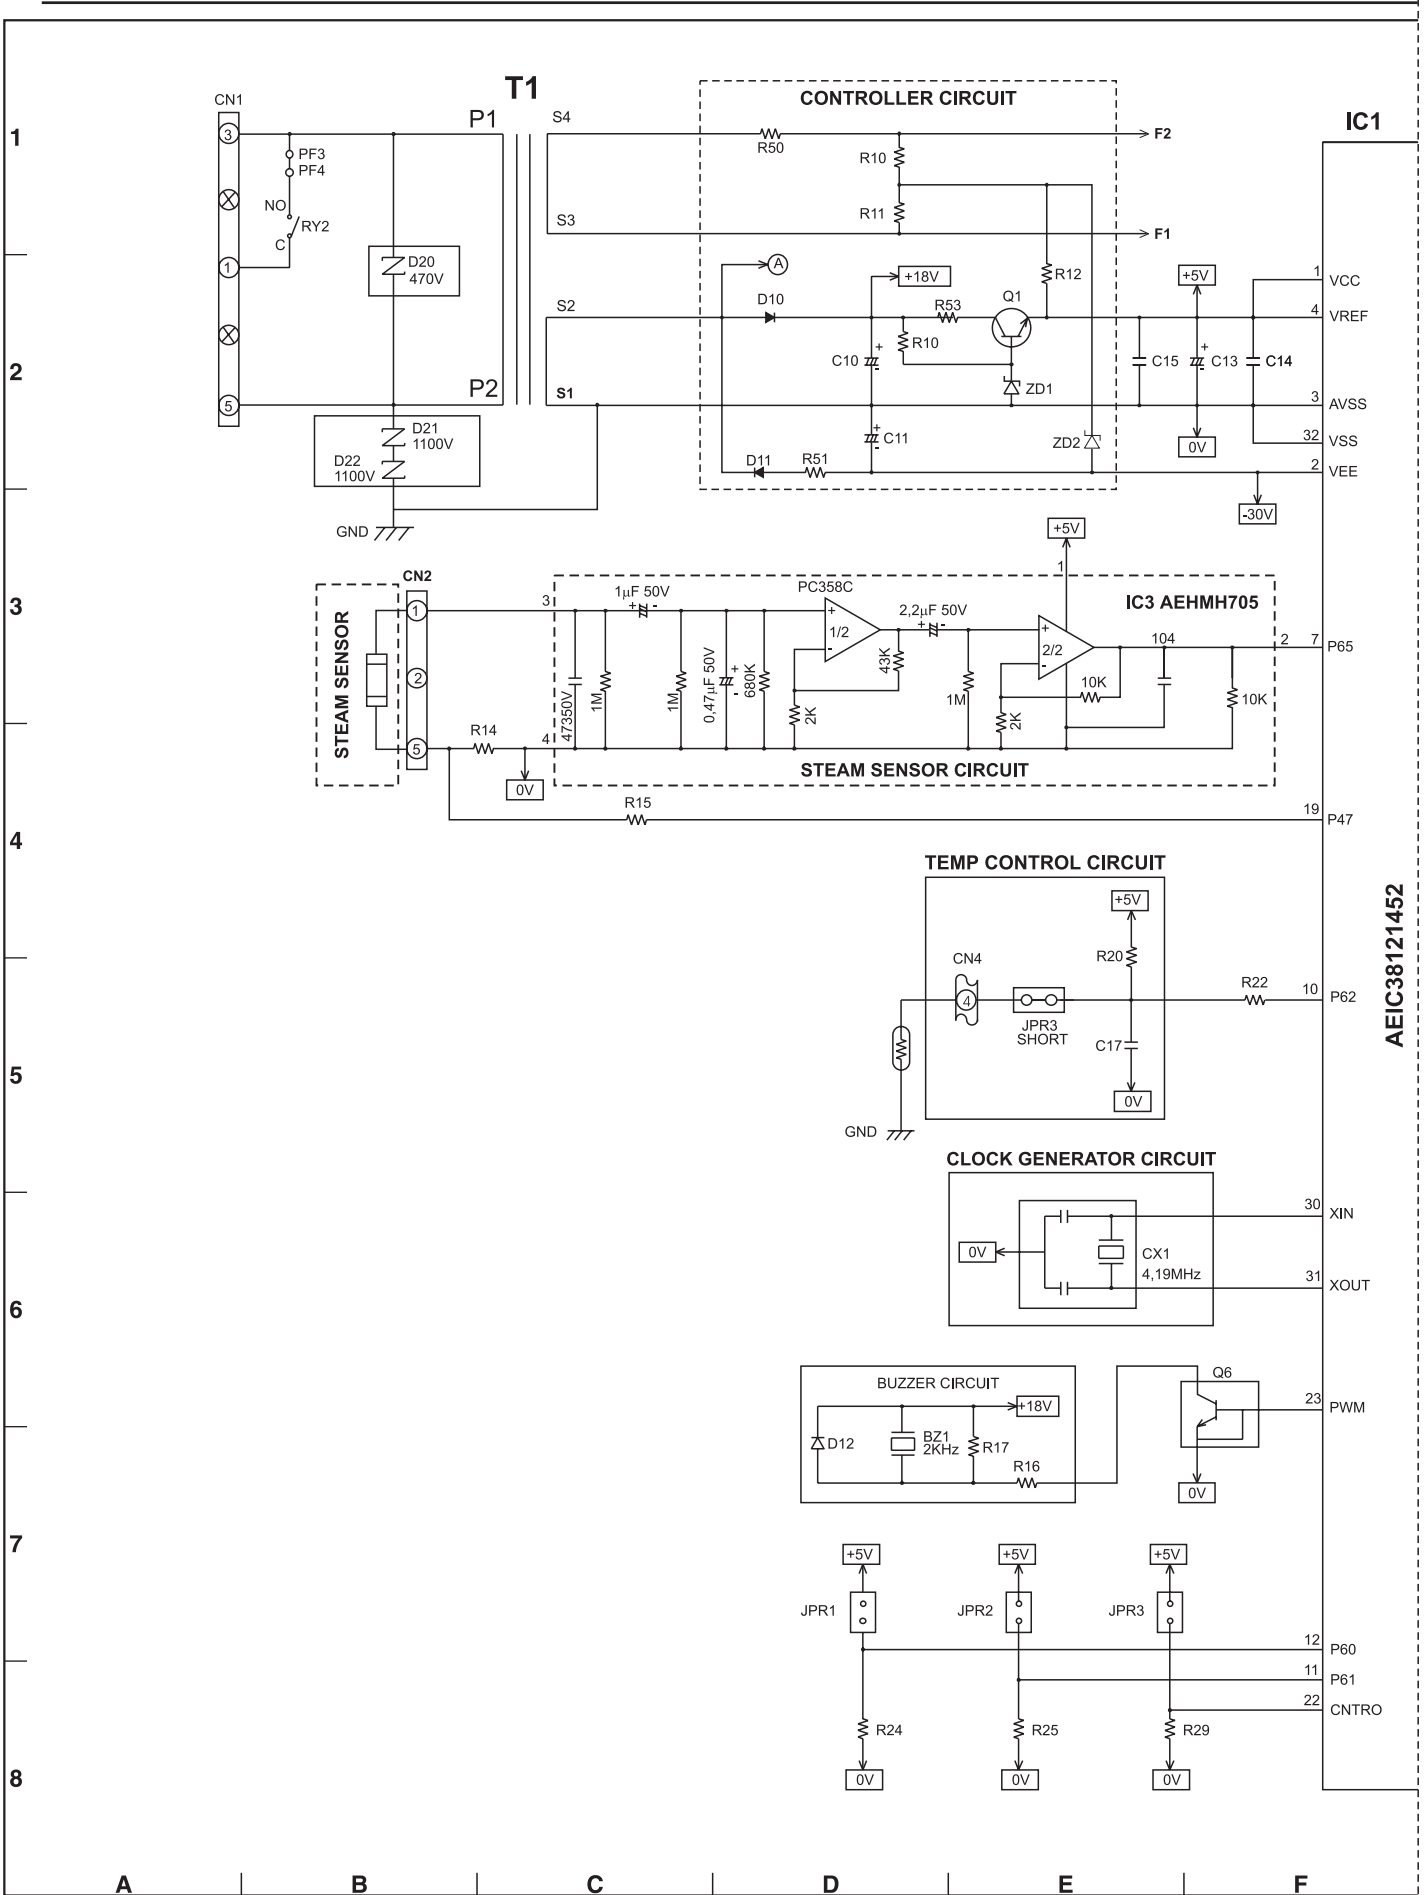 T1
CN1
P1
S4
CONTROLLER CIRCUIT
IC1
1
3
PF3
PF4
R50
F2
R10
NO
RY2
C
S3
R11
F1
1
D20
470V
A
+18V
R12
+5V
1
VCC
S2
D10
R53
Q1
4
VREF
R10
+
C10
-
C15
+
C13
-
C14
2
P2
S1
ZD1
5
3
AVSS
D21
1100V
+
C11
-
ZD2
0V
32
VSS
D22
1100V
D11
R51
2
VEE
GND
-30V
+5V
1
CN2
PC358C
3
STEAM SENSOR
1
3
1µF 50V
+ -
+
1/2
-
2,2µF 50V
+ -
+
2/2
-
IC3 AEHMH705
104
2
7
P65
2
47350V
1M
1M
0,47µF 50V
+
-
680K
2K
43K
1M
2K
10K
10K
5
R14
4
0V
STEAM SENSOR CIRCUIT
R15
19
P47
4
TEMP CONTROL CIRCUIT
+5V
AEIC38121452
R20
CN4
4
JPR3
SHORT
R22
10
P62
C17
5
0V
GND
CLOCK GENERATOR CIRCUIT
30
XIN
0V
CX1
4,19MHz
31
XOUT
6
BUZZER CIRCUIT
Q6
+18V
23
PWM
D12
BZ1
2KHz
R17
R16
0V
7
+5V
+5V
+5V
JPR1
JPR2
JPR3
12
P60
11
P61
22
CNTRO
R24
R25
R29
8
0V
0V
0V
A
B
C
D
E
F